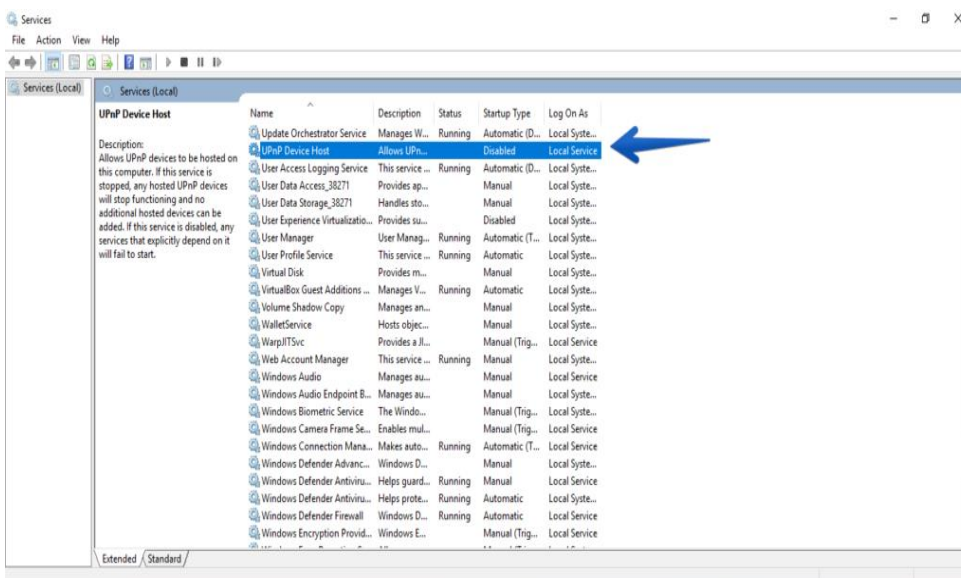 Services
File Action View Help
Services (Local)
Services (Local)
UPnP Device Host
Description:
Allows UPnP devices to be hosted on
this computer. If this service is
stopped, any hosted UPnP devices
will stop functioning and no
additional hosted devices can be
added. If this service is disabled, any
services that explicitly depend on it
will fail to start.
Name Description Status Startup Type Log On As
Update Orchestrator Service Manages W... Running Automatic (D... Local Syste...
UPnP Device Host Allows UPn... Disabled Local Service
User Access Logging Service This service ... Running Automatic (D... Local Syste...
User Data Access_38271 Provides ap... Manual Local Syste...
User Data Storage_38271 Handles sto... Manual Local Syste...
User Experience Virtualizatio... Provides su... Disabled Local Syste...
User Manager User Manag... Running Automatic (T... Local Syste...
User Profile Service This service ... Running Automatic Local Syste...
Virtual Disk Provides m... Manual Local Syste...
VirtualBox Guest Additions ... Manages V... Running Automatic Local Syste...
Volume Shadow Copy Manages an... Manual Local Syste...
WalletService Hosts objec... Manual Local Syste...
WarpJITSvc Provides a JI... Manual (Trig... Local Service
Web Account Manager This service ... Running Manual Local Syste...
Windows Audio Manages au... Manual Local Service
Windows Audio Endpoint B... Manages au... Manual Local Syste...
Windows Biometric Service The Windo... Manual (Trig... Local Syste...
Windows Camera Frame Se... Enables mul... Manual (Trig... Local Service
Windows Connection Mana... Makes auto... Running Automatic (T... Local Service
Windows Defender Advanc... Windows D... Manual Local Syste...
Windows Defender Antiviru... Helps guard... Running Manual Local Service
Windows Defender Antiviru... Helps prote... Running Automatic Local Syste...
Windows Defender Firewall Windows D... Running Automatic Local Service
Windows Encryption Provid... Windows E... Manual (Trig... Local Service
Extended Standard